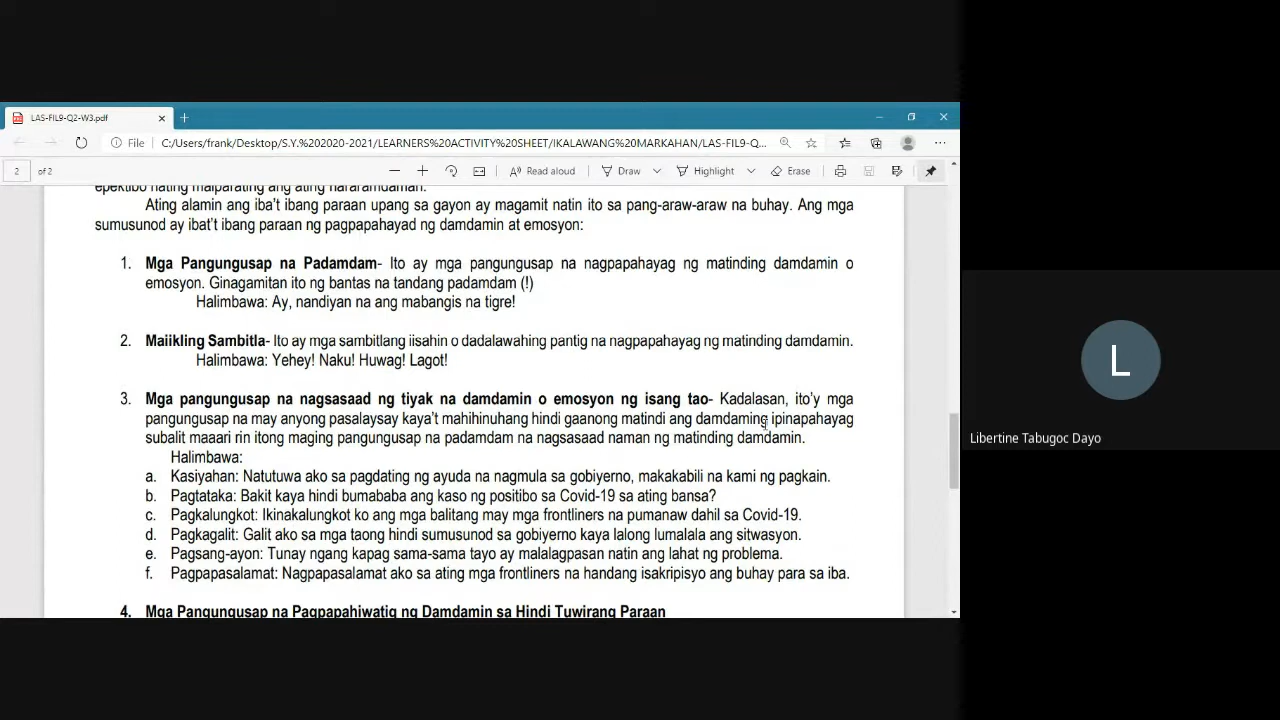 LAS-FIL9-Q2-W3.pdf
File C:/Users/frank/Desktop/S.Y.%202020-2021/LEARNERS%20ACTIVITY%20SHEET/IKALAWANG%20MARKAHAN/LAS-FIL9-Q...
2 of 2 Read aloud Draw Highlight Erase
epektibo nating maiparating ang ating nararamdaman.
Ating alamin ang iba't ibang paraan upang sa gayon ay magamit natin ito sa pang-araw-araw na buhay. Ang mga
sumusunod ay ibat't ibang paraan ng pagpapahayad ng damdamin at emosyon:
1. Mga Pangungusap na Padamdam- Ito ay mga pangungusap na nagpapahayag ng matinding damdamin o
emosyon. Ginagamitan ito ng bantas na tandang padamdam (!)
Halimbawa: Ay, nandiyan na ang mabangis na tigre!
2. Maiikling Sambitla- Ito ay mga sambitlang iisahin o dadalawahing pantig na nagpapahayag ng matinding damdamin.
Halimbawa: Yehey! Naku! Huwag! Lagot!
3. Mga pangungusap na nagsasaad ng tiyak na damdamin o emosyon ng isang tao- Kadalasan, ito'y mga
pangungusap na may anyong pasalaysay kaya't mahihinuhang hindi gaanong matindi ang damdaming ipinapahayag
subalit maaari rin itong maging pangungusap na padamdam na nagsasaad naman ng matinding damdamin.
Halimbawa:
a. Kasiyahan: Natutuwa ako sa pagdating ng ayuda na nagmula sa gobiyerno, makakabili na kami ng pagkain.
b. Pagtataka: Bakit kaya hindi bumababa ang kaso ng positibo sa Covid-19 sa ating bansa?
c. Pagkalungkot: Ikinakalungkot ko ang mga balitang may mga frontliners na pumanaw dahil sa Covid-19.
d. Pagkagalit: Galit ako sa mga taong hindi sumusunod sa gobiyerno kaya lalong lumalala ang sitwasyon.
e. Pagsang-ayon: Tunay ngang kapag sama-sama tayo ay malalagpasan natin ang lahat ng problema.
f. Pagpapasalamat: Nagpapasalamat ako sa ating mga frontliners na handang isakripisyo ang buhay para sa iba.
4. Mga Pangungusap na Pagpapahiwatig ng Damdamin sa Hindi Tuwirang Paraan
L
Libertine Tabugoc Dayo